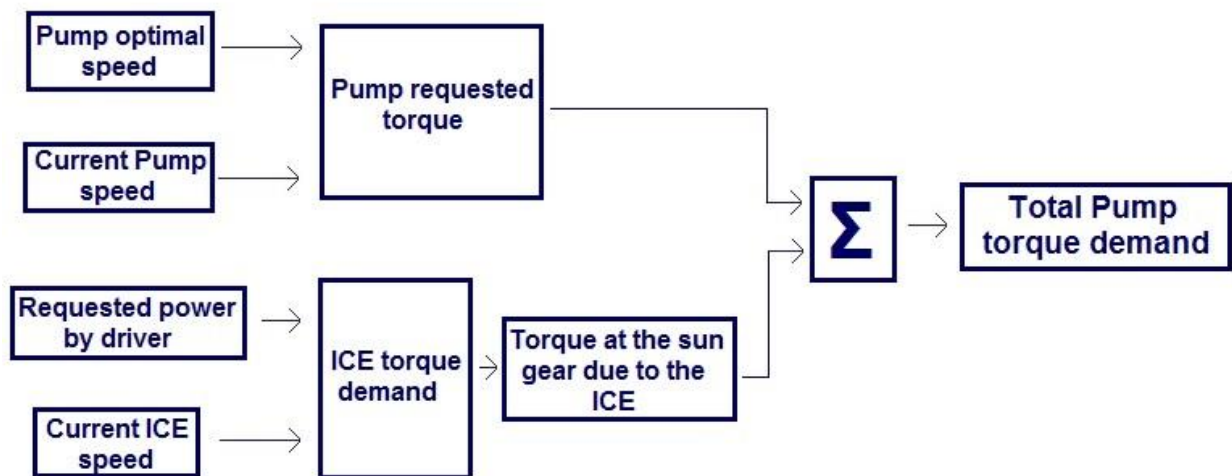 Pump optimal
speed
Current Pump
speed
Pump requested
torque
Requested power
by driver
Current ICE
speed
ICE torque
demand
Torque at the sun
gear due to the
ICE
Σ
Total Pump
torque demand